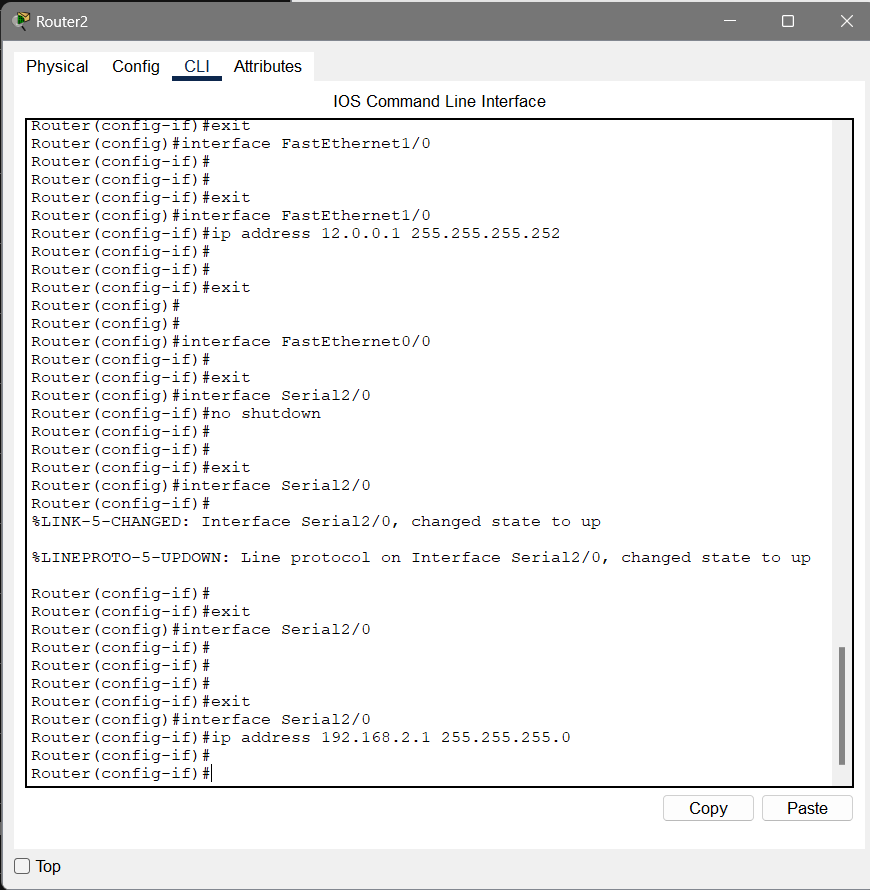 Router2
Physical Config CLI Attributes
IOS Command Line Interface
Router(config-if)#exit
Router(config)#interface FastEthernet1/0
Router(config-if)#
Router(config-if)#
Router(config-if)#exit
Router(config)#interface FastEthernet1/0
Router(config-if)#ip address 12.0.0.1 255.255.255.252
Router(config-if)#
Router(config-if)#
Router(config-if)#exit
Router(config)#
Router(config)#
Router(config)#interface FastEthernet0/0
Router(config-if)#
Router(config-if)#exit
Router(config)#interface Serial2/0
Router(config-if)#no shutdown
Router(config-if)#
Router(config-if)#
Router(config-if)#exit
Router(config)#interface Serial2/0
Router(config-if)#
%LINK-5-CHANGED: Interface Serial2/0, changed state to up
%LINEPROTO-5-UPDOWN: Line protocol on Interface Serial2/0, changed state to up
Router(config-if)#
Router(config-if)#exit
Router(config)#interface Serial2/0
Router(config-if)#
Router(config-if)#
Router(config-if)#
Router(config-if)#exit
Router(config)#interface Serial2/0
Router(config-if)#ip address 192.168.2.1 255.255.255.0
Router(config-if)#
Router(config-if)#
Copy Paste
Top